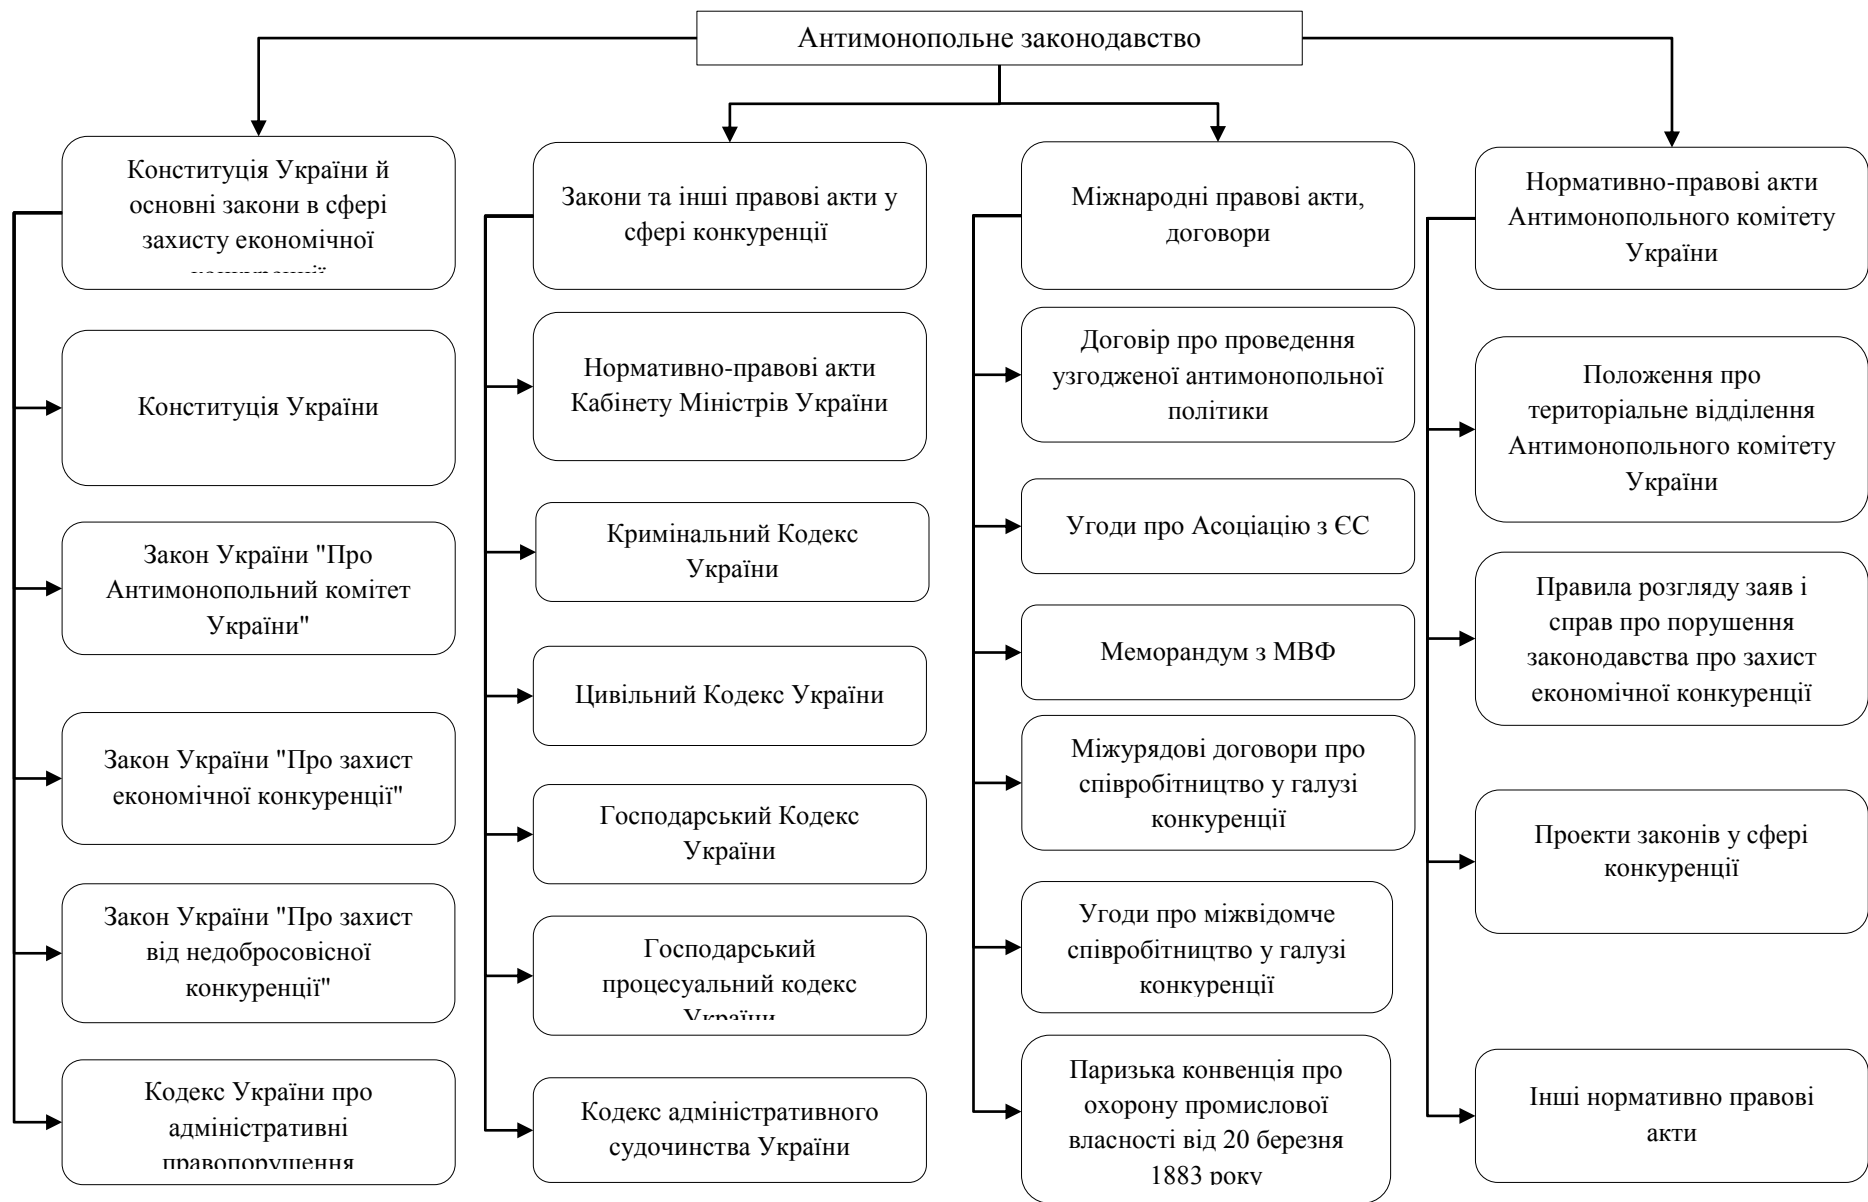 Антимонопольне законодавство
Конституція України й
основні закони в сфері
захисту економічної
конкуренції
Конституція України
Закон України "Про
Антимонопольний комітет
України"
Закон України "Про захист
економічної конкуренції"
Закон України "Про захист
від недобросовісної
конкуренції"
Кодекс України про
адміністративні
правопорушення
Закони та інші правові акти у
сфері конкуренції
Нормативно-правові акти
Кабінету Міністрів України
Кримінальний Кодекс
України
Цивільний Кодекс України
Господарський Кодекс
України
Господарський
процесуальний кодекс
України
Кодекс адміністративного
судочинства України
Міжнародні правові акти,
договори
Договір про проведення
узгодженої антимонопольної
політики
Угоди про Асоціацію з ЄС
Меморандум з МВФ
Міжурядові договори про
співробітництво у галузі
конкуренції
Угоди про міжвідомче
співробітництво у галузі
конкуренції
Паризька конвенція про
охорону промислової
власності від 20 березня
1883 року
Нормативно-правові акти
Антимонопольного комітету
України
Положення про
територіальне відділення
Антимонопольного комітету
України
Правила розгляду заяв і
справ про порушення
законодавства про захист
економічної конкуренції
Проекти законів у сфері
конкуренції
Інші нормативно правові
акти